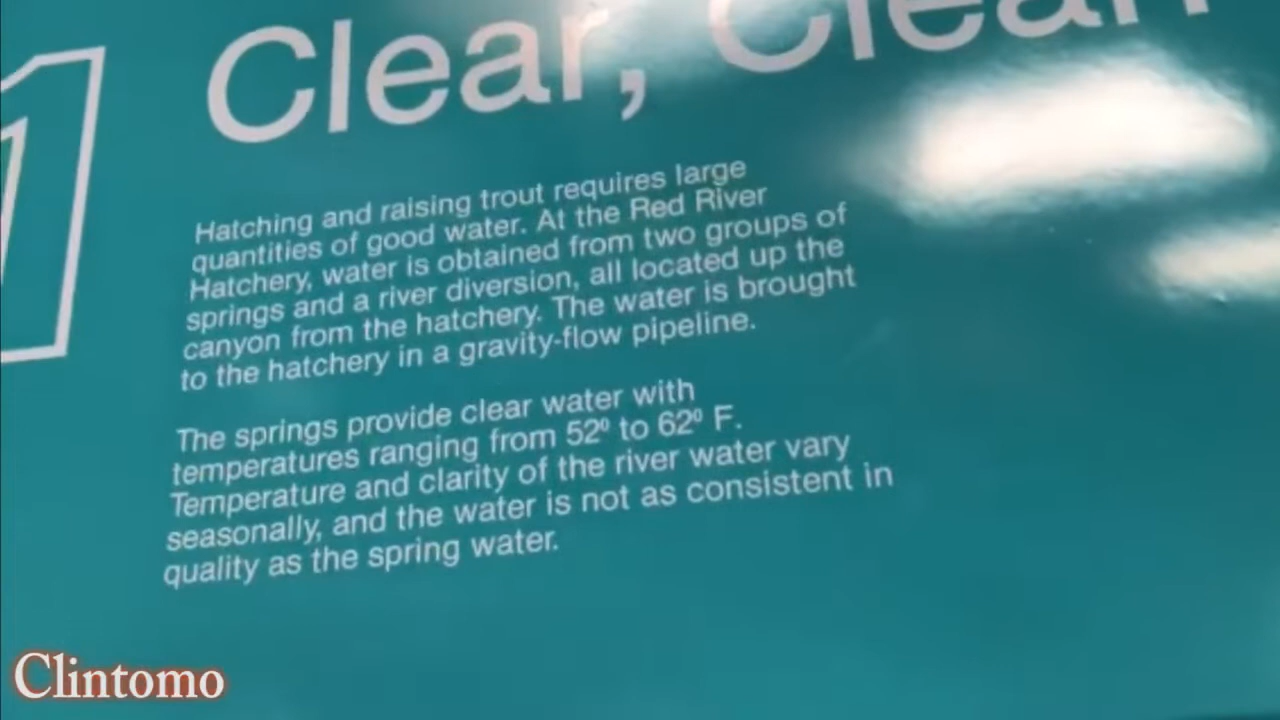 1
Clear, Clean
Hatching and raising trout requires large
quantities of good water. At the Red River
Hatchery, water is obtained from two groups of
springs and a river diversion, all located up the
canyon from the hatchery. The water is brought
to the hatchery in a gravity-flow pipeline.
The springs provide clear water with
temperatures ranging from 52º to 62º F.
Temperature and clarity of the river water vary
seasonally, and the water is not as consistent in
quality as the spring water.
Clintomo